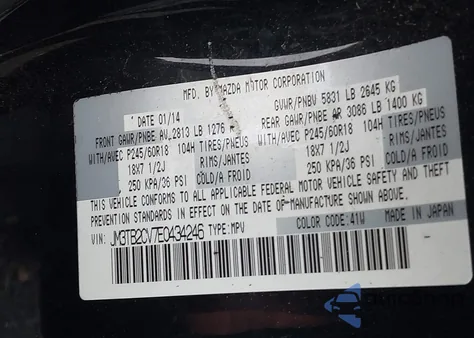 MFD. BY MAZDA MOTOR CORPORATION
DATE 01/14
GVWR/PNBV 5831 LB 2645 KG
FRONT GAWR/PNBE AV, 2813 LB 1276
REAR GAWR/PNBE AR 3086 LB 1400 KG
WITH/AVEC P245/60R18 104H TIRES/PNEUS
WITH/AVEC P245/60R18 104H TIRES/PNEUS
18X7 1/2J RIMS/JANTES
18X7 1/2J RIMS/JANTES
250 KPA/36 PSI COLD/A FROID
250 KPA/36 PSI COLD/A FROID
THIS VEHICLE CONFORMS TO ALL APPLICABLE FEDERAL MOTOR VEHICLE SAFETY AND THEFT
PREVENTION STANDARDS IN EFFECT ON THE DATE OF MANUFACTURE SHOWN ABOVE.
VIN: JM3TB2CV7E0434246 TYPE: MPV
COLOR CODE: 41W MADE IN JAPAN